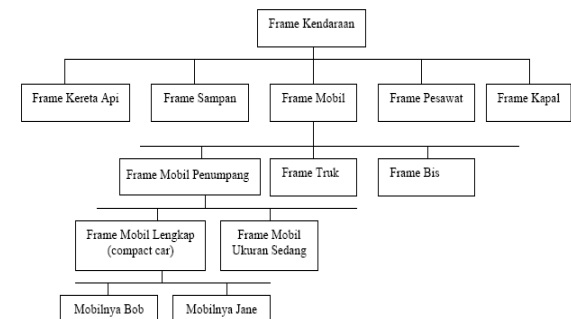 Frame Kendaraan
Frame Kereta Api
Frame Sampan
Frame Mobil
Frame Pesawat
Frame Kapal
Frame Mobil Penumpang
Frame Truk
Frame Bis
Frame Mobil Lengkap
(compact car)
Frame Mobil
Ukuran Sedang
Mobilnya Bob
Mobilnya Jane